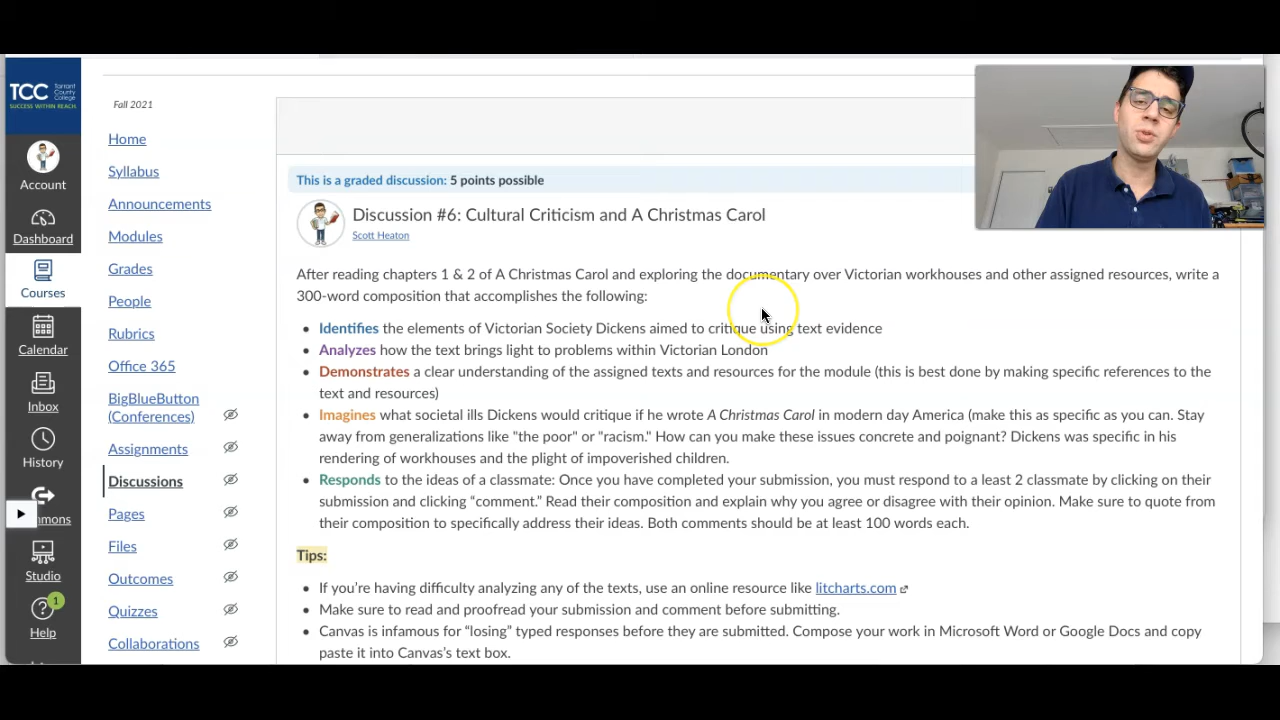 TCC Tarrant County College
SUCCESS WITHIN REACH.
Account
Dashboard
Courses
Calendar
Inbox
History
mmons
Studio
1
Help
Fall 2021
Home
Syllabus
Announcements
Modules
Grades
People
Rubrics
Office 365
BigBlueButton
(Conferences)
Assignments
Discussions
Pages
Files
Outcomes
Quizzes
Collaborations
This is a graded discussion: 5 points possible
Discussion #6: Cultural Criticism and A Christmas Carol
Scott Heaton
After reading chapters 1 & 2 of A Christmas Carol and exploring the documentary over Victorian workhouses and other assigned resources, write a
300-word composition that accomplishes the following:
• Identifies the elements of Victorian Society Dickens aimed to critique using text evidence
• Analyzes how the text brings light to problems within Victorian London
• Demonstrates a clear understanding of the assigned texts and resources for the module (this is best done by making specific references to the
text and resources)
• Imagines what societal ills Dickens would critique if he wrote A Christmas Carol in modern day America (make this as specific as you can. Stay
away from generalizations like "the poor" or "racism." How can you make these issues concrete and poignant? Dickens was specific in his
rendering of workhouses and the plight of impoverished children.
• Responds to the ideas of a classmate: Once you have completed your submission, you must respond to a least 2 classmate by clicking on their
submission and clicking “comment.” Read their composition and explain why you agree or disagree with their opinion. Make sure to quote from
their composition to specifically address their ideas. Both comments should be at least 100 words each.
Tips:
• If you’re having difficulty analyzing any of the texts, use an online resource like litcharts.com
• Make sure to read and proofread your submission and comment before submitting.
• Canvas is infamous for “losing” typed responses before they are submitted. Compose your work in Microsoft Word or Google Docs and copy
paste it into Canvas’s text box.